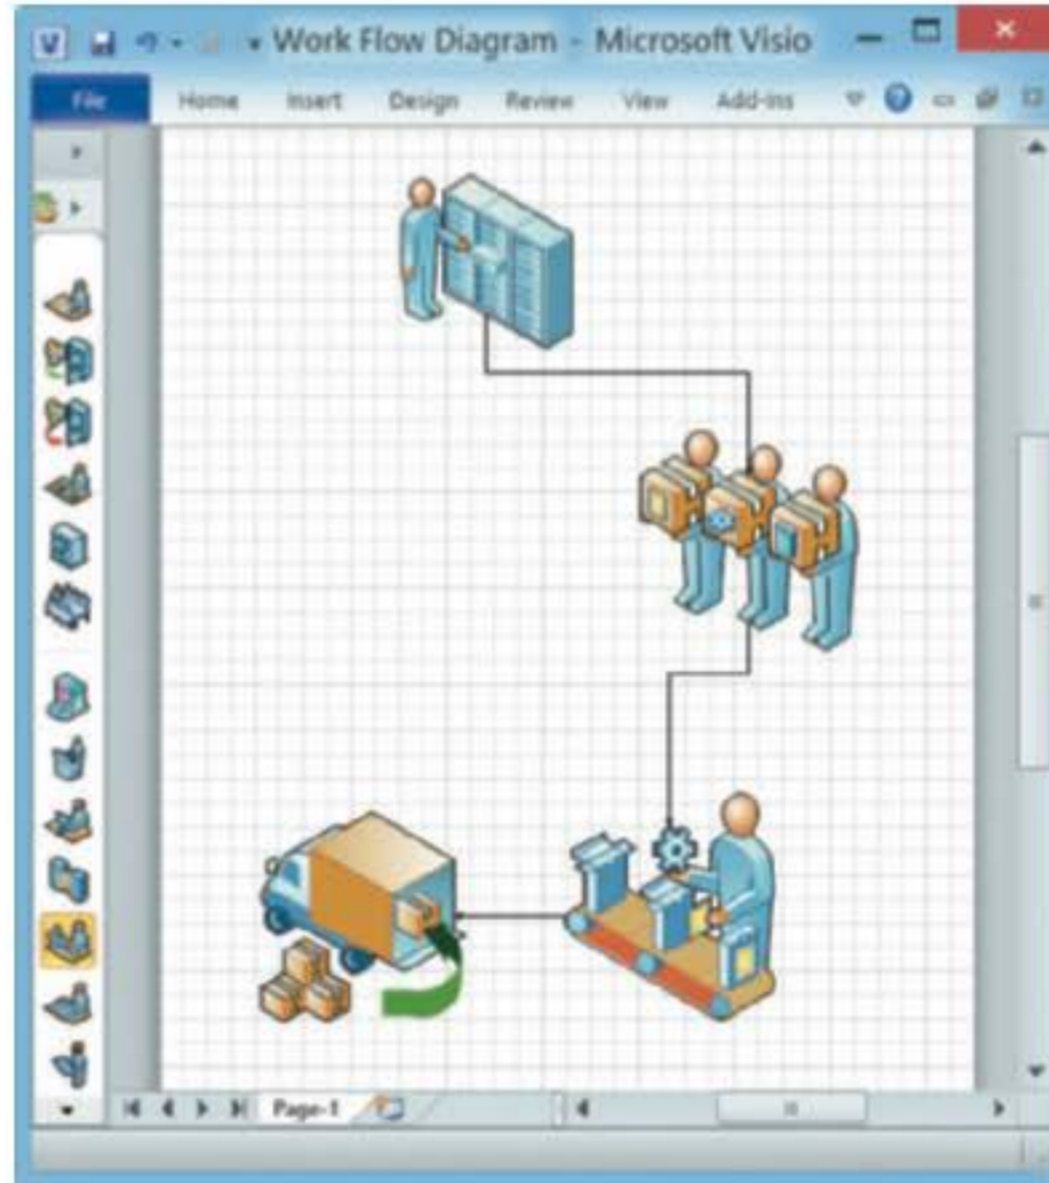 Work Flow Diagram - Microsoft Visio
File Home Insert Design Review View Add-Ins
Page-1